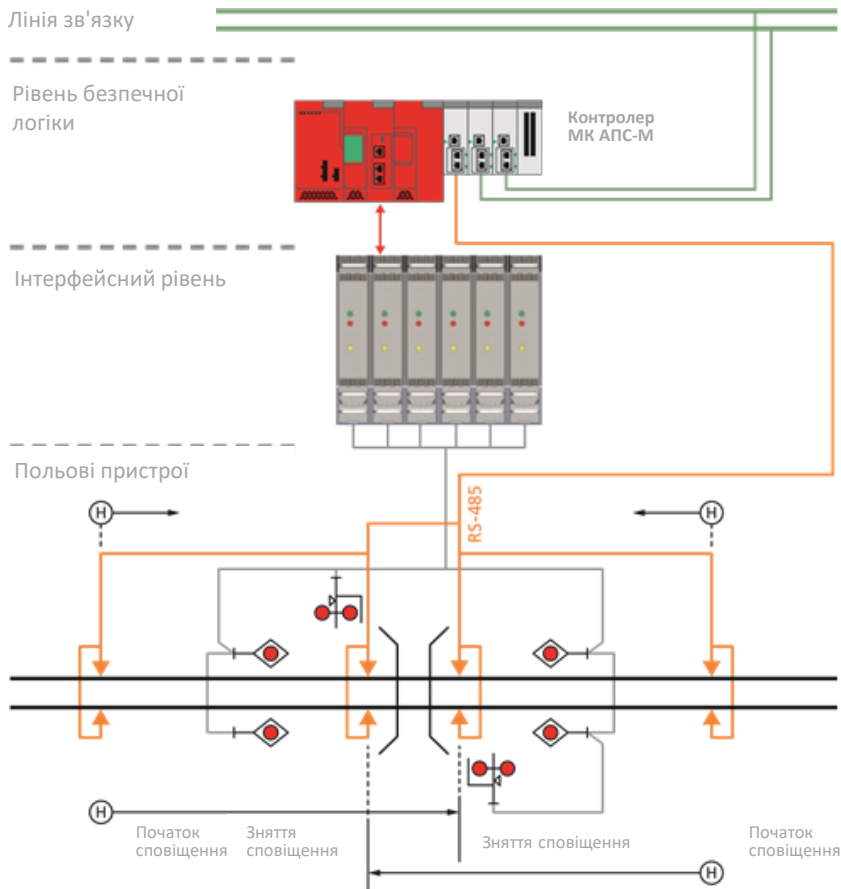 Лінія зв'язку
Рівень безпечної
логіки
Контролер
МК АПС-М
Інтерфейсний рівень
Польові пристрої
RS-485
H
H
H
Початок
сповіщення
Зняття
сповіщення
Зняття сповіщення
Початок
сповіщення
H